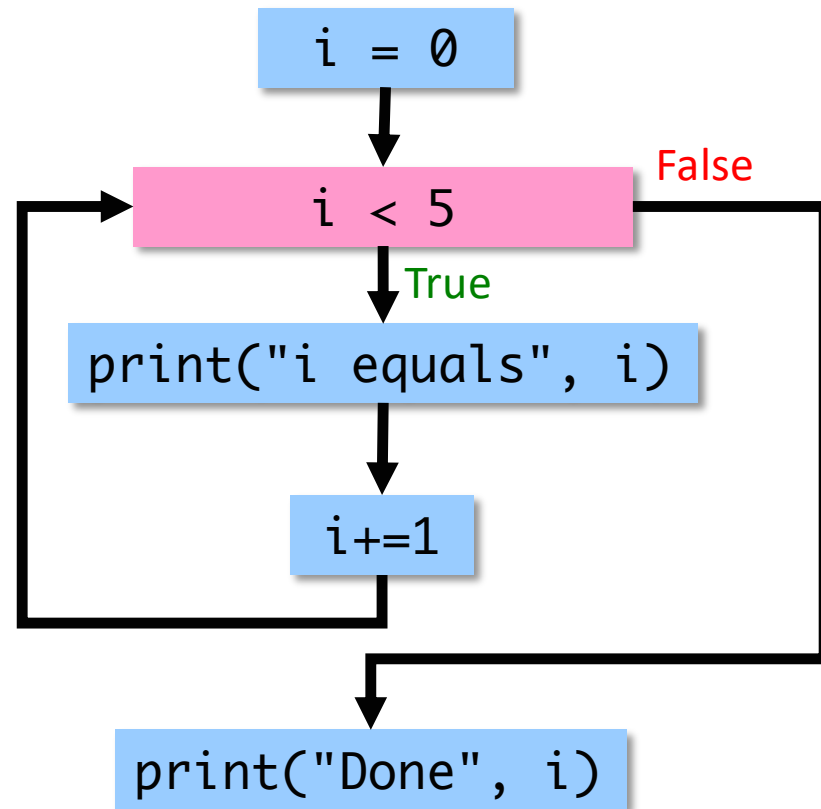 i = 0
i < 5
False
True
print("i equals", i)
i+=1
print("Done", i)